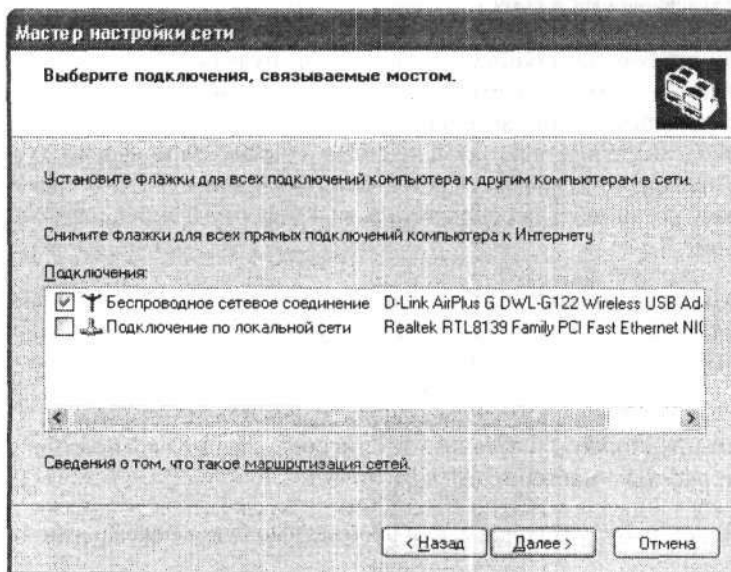 Мастер настройки сети
Выберите подключения, связываемые мостом.
Установите флажки для всех подключений компьютера к другим компьютерам в сети.
Снимите флажки для всех прямых подключений компьютера к Интернету.
Подключения:
Беспроводное сетевое соединение D-Link AirPlus G DWL-G122 Wireless USB Ad
Подключение по локальной сети Realtek RTL8139 Family PCI Fast Ethernet NIC
Сведения о том, что такое маршрутизация сетей.
< Назад Далее > Отмена